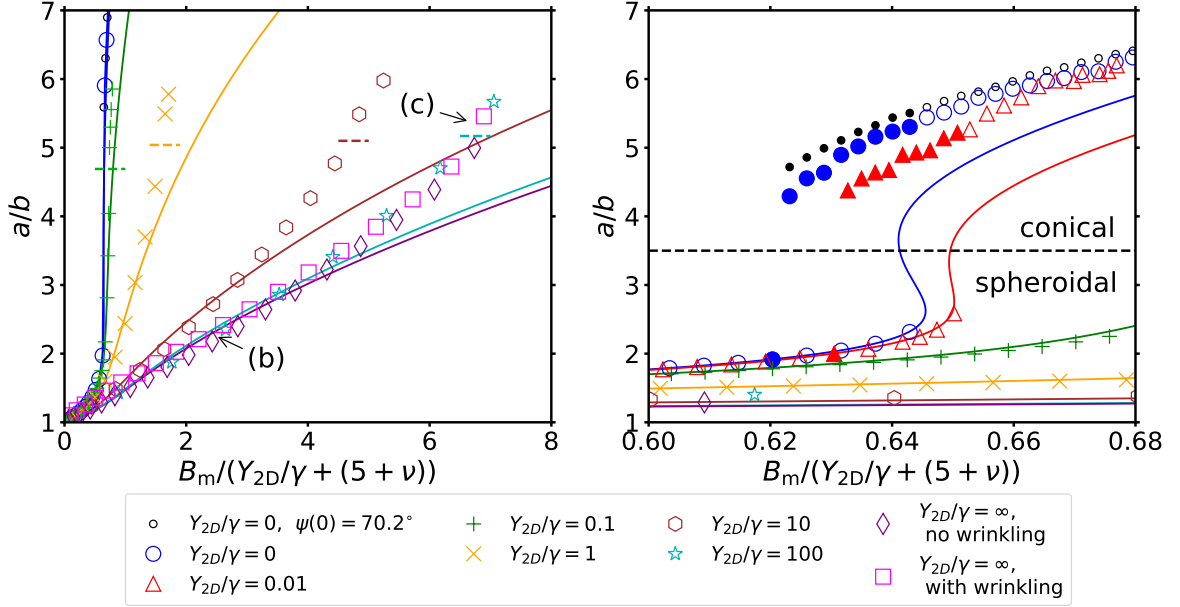 7
6
5
4
3
2
1
a/b
0
2
4
6
8
B_m/(Y_2D/γ + (5 + ν))
(c)
(b)
7
6
5
4
3
2
1
a/b
0.60
0.62
0.64
0.66
0.68
B_m/(Y_2D/γ + (5 + ν))
conical
spheroidal
Y_2D/γ = 0, ψ(0) = 70.2°
Y_2D/γ = 0
Y_2D/γ = 0.01
Y_2D/γ = 0.1
Y_2D/γ = 1
Y_2D/γ = 10
Y_2D/γ = 100
Y_2D/γ = ∞,
no wrinkling
Y_2D/γ = ∞,
with wrinkling